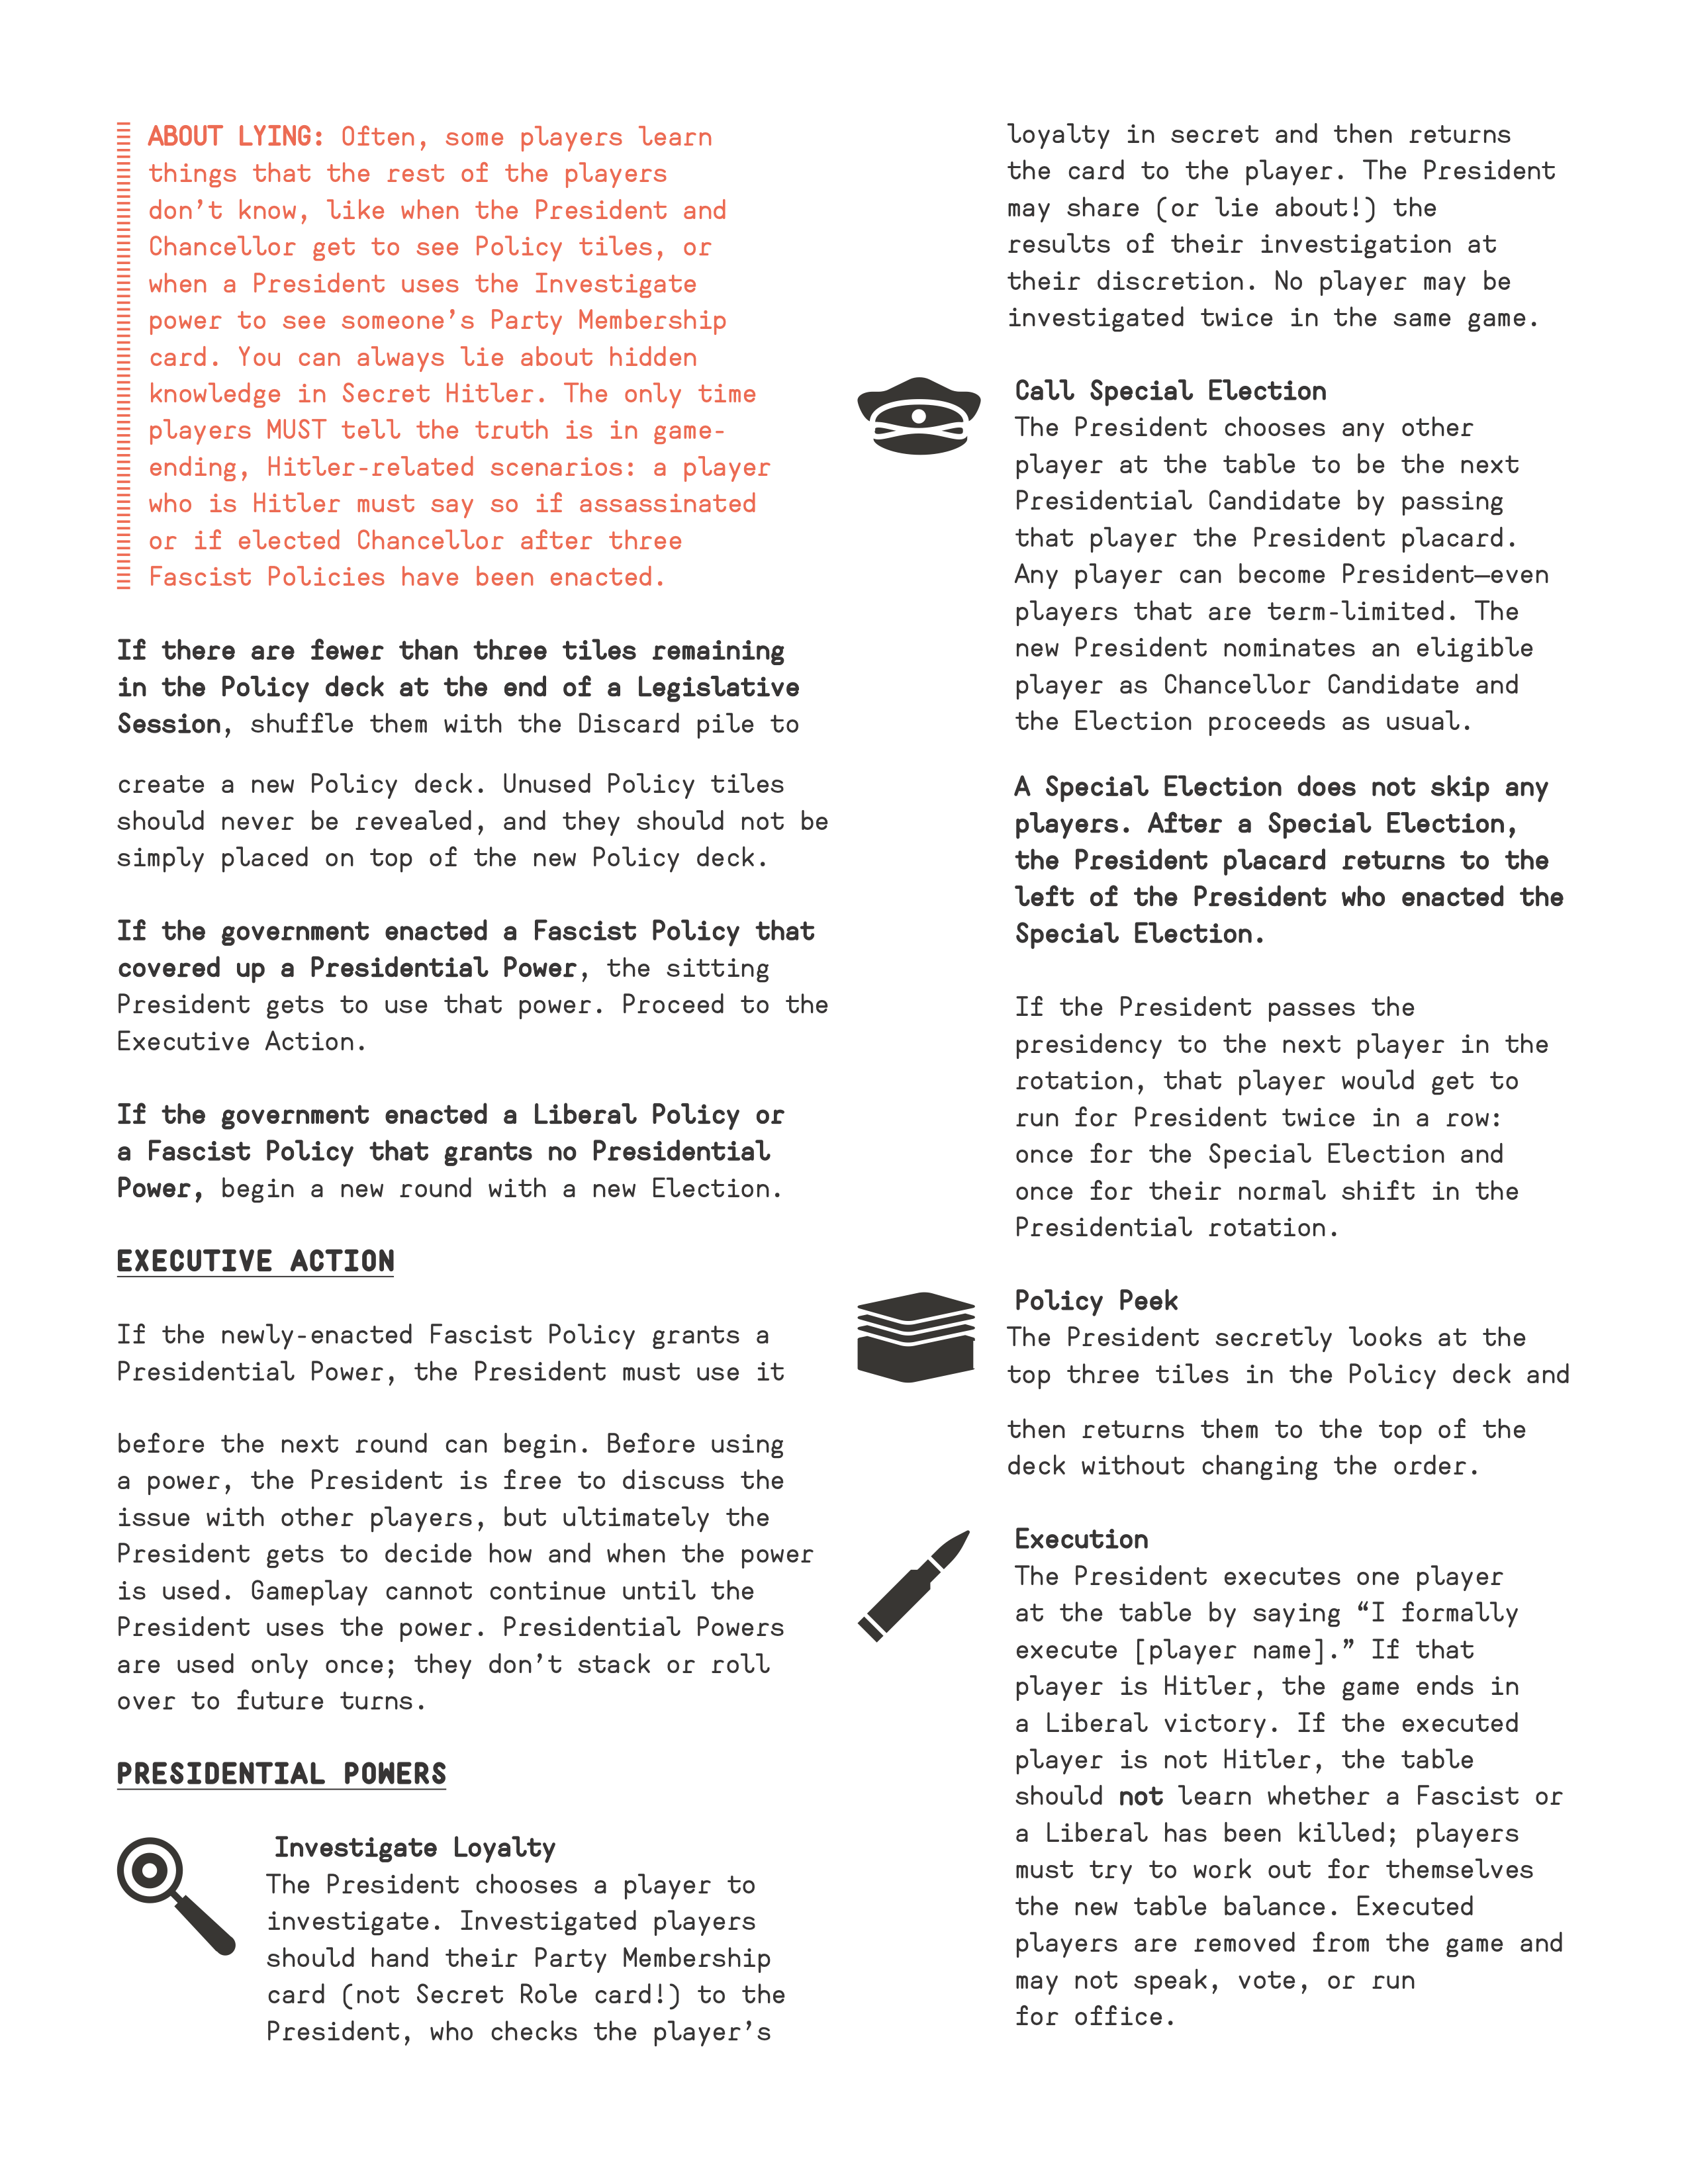 ABOUT LYING: Often, some players learn
things that the rest of the players
don’t know, like when the President and
Chancellor get to see Policy tiles, or
when a President uses the Investigate
power to see someone’s Party Membership
card. You can always lie about hidden
knowledge in Secret Hitler. The only time
players MUST tell the truth is in game-
ending, Hitler-related scenarios: a player
who is Hitler must say so if assassinated
or if elected Chancellor after three
Fascist Policies have been enacted.
If there are fewer than three tiles remaining
in the Policy deck at the end of a Legislative
Session, shuffle them with the Discard pile to
create a new Policy deck. Unused Policy tiles
should never be revealed, and they should not be
simply placed on top of the new Policy deck.
If the government enacted a Fascist Policy that
covered up a Presidential Power, the sitting
President gets to use that power. Proceed to the
Executive Action.
If the government enacted a Liberal Policy or
a Fascist Policy that grants no Presidential
Power, begin a new round with a new Election.
EXECUTIVE ACTION
If the newly-enacted Fascist Policy grants a
Presidential Power, the President must use it
before the next round can begin. Before using
a power, the President is free to discuss the
issue with other players, but ultimately the
President gets to decide how and when the power
is used. Gameplay cannot continue until the
President uses the power. Presidential Powers
are used only once; they don’t stack or roll
over to future turns.
PRESIDENTIAL POWERS
Investigate Loyalty
The President chooses a player to
investigate. Investigated players
should hand their Party Membership
card (not Secret Role card!) to the
President, who checks the player’s
loyalty in secret and then returns
the card to the player. The President
may share (or lie about!) the
results of their investigation at
their discretion. No player may be
investigated twice in the same game.
Call Special Election
The President chooses any other
player at the table to be the next
Presidential Candidate by passing
that player the President placard.
Any player can become President—even
players that are term-limited. The
new President nominates an eligible
player as Chancellor Candidate and
the Election proceeds as usual.
A Special Election does not skip any
players. After a Special Election,
the President placard returns to the
left of the President who enacted the
Special Election.
If the President passes the
presidency to the next player in the
rotation, that player would get to
run for President twice in a row:
once for the Special Election and
once for their normal shift in the
Presidential rotation.
Policy Peek
The President secretly looks at the
top three tiles in the Policy deck and
then returns them to the top of the
deck without changing the order.
Execution
The President executes one player
at the table by saying “I formally
execute [player name].” If that
player is Hitler, the game ends in
a Liberal victory. If the executed
player is not Hitler, the table
should not learn whether a Fascist or
a Liberal has been killed; players
must try to work out for themselves
the new table balance. Executed
players are removed from the game and
may not speak, vote, or run
for office.